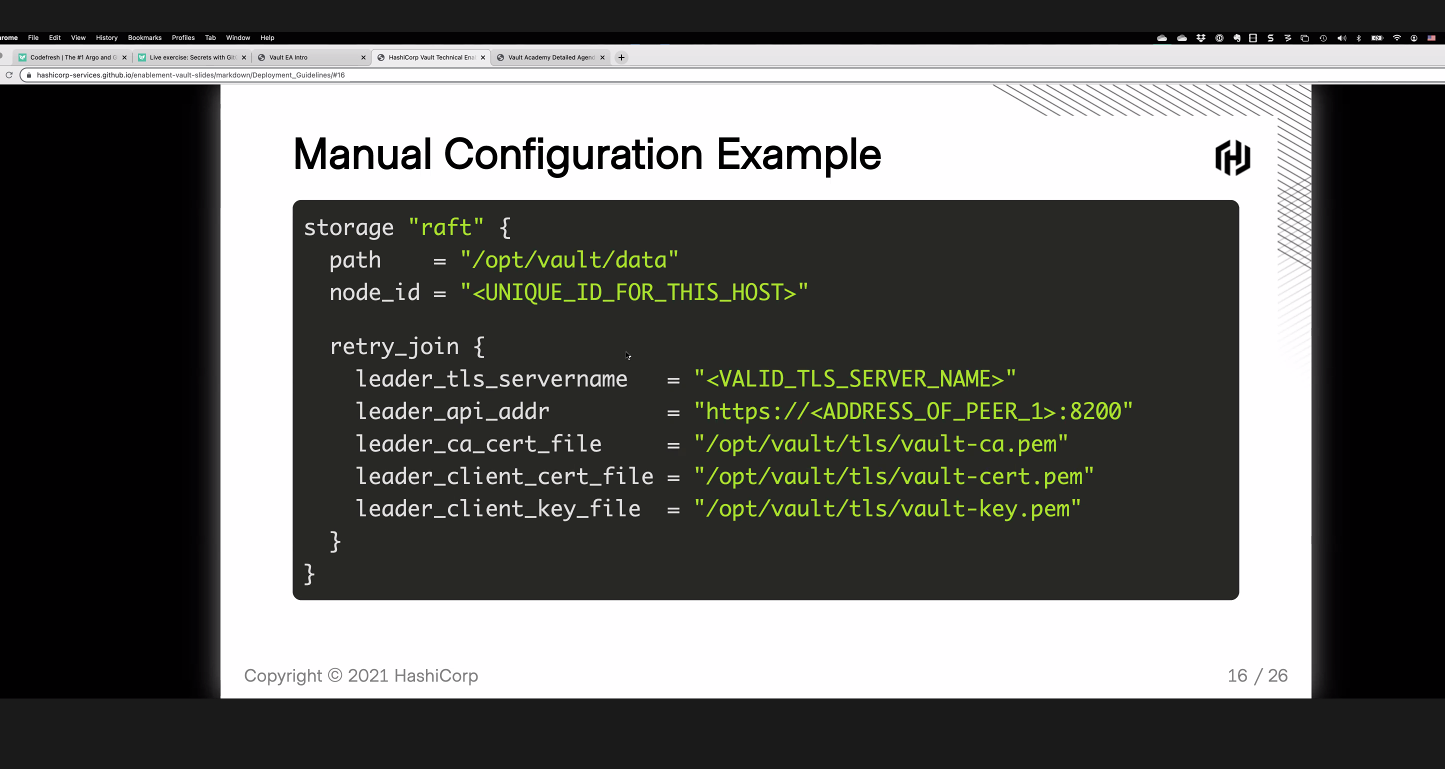 Chrome File Edit View History Bookmarks Profiles Tab Window Help
Codefresh | The #1 Argo and G Live exercise: Secrets with Git Vault EA Intro HashiCorp Vault Technical Ena Vault Academy Detailed Agen
hashicorp-services.github.io/enablement-vault-slides/markdown/Deployment_Guidelines/#16
Manual Configuration Example
storage "raft" {
path = "/opt/vault/data"
node_id = "<UNIQUE_ID_FOR_THIS_HOST>"
retry_join {
leader_tls_servername = "<VALID_TLS_SERVER_NAME>"
leader_api_addr = "https://<ADDRESS_OF_PEER_1>:8200"
leader_ca_cert_file = "/opt/vault/tls/vault-ca.pem"
leader_client_cert_file = "/opt/vault/tls/vault-cert.pem"
leader_client_key_file = "/opt/vault/tls/vault-key.pem"
}
}
Copyright © 2021 HashiCorp
16 / 26